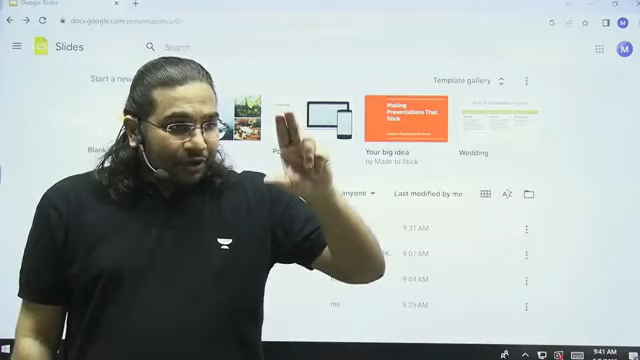 Google Slides
docs.google.com/presentation/u/0/
M
Slides
Search
M
Start a new
Template gallery
Making
Presentations That
Stick
Blank
Your big idea
by Made to Stick
Wedding
anyone
Last modified by me
AZ
9:31 AM
9:07 AM
9:04 AM
me
5:25 AM
9:41 AM